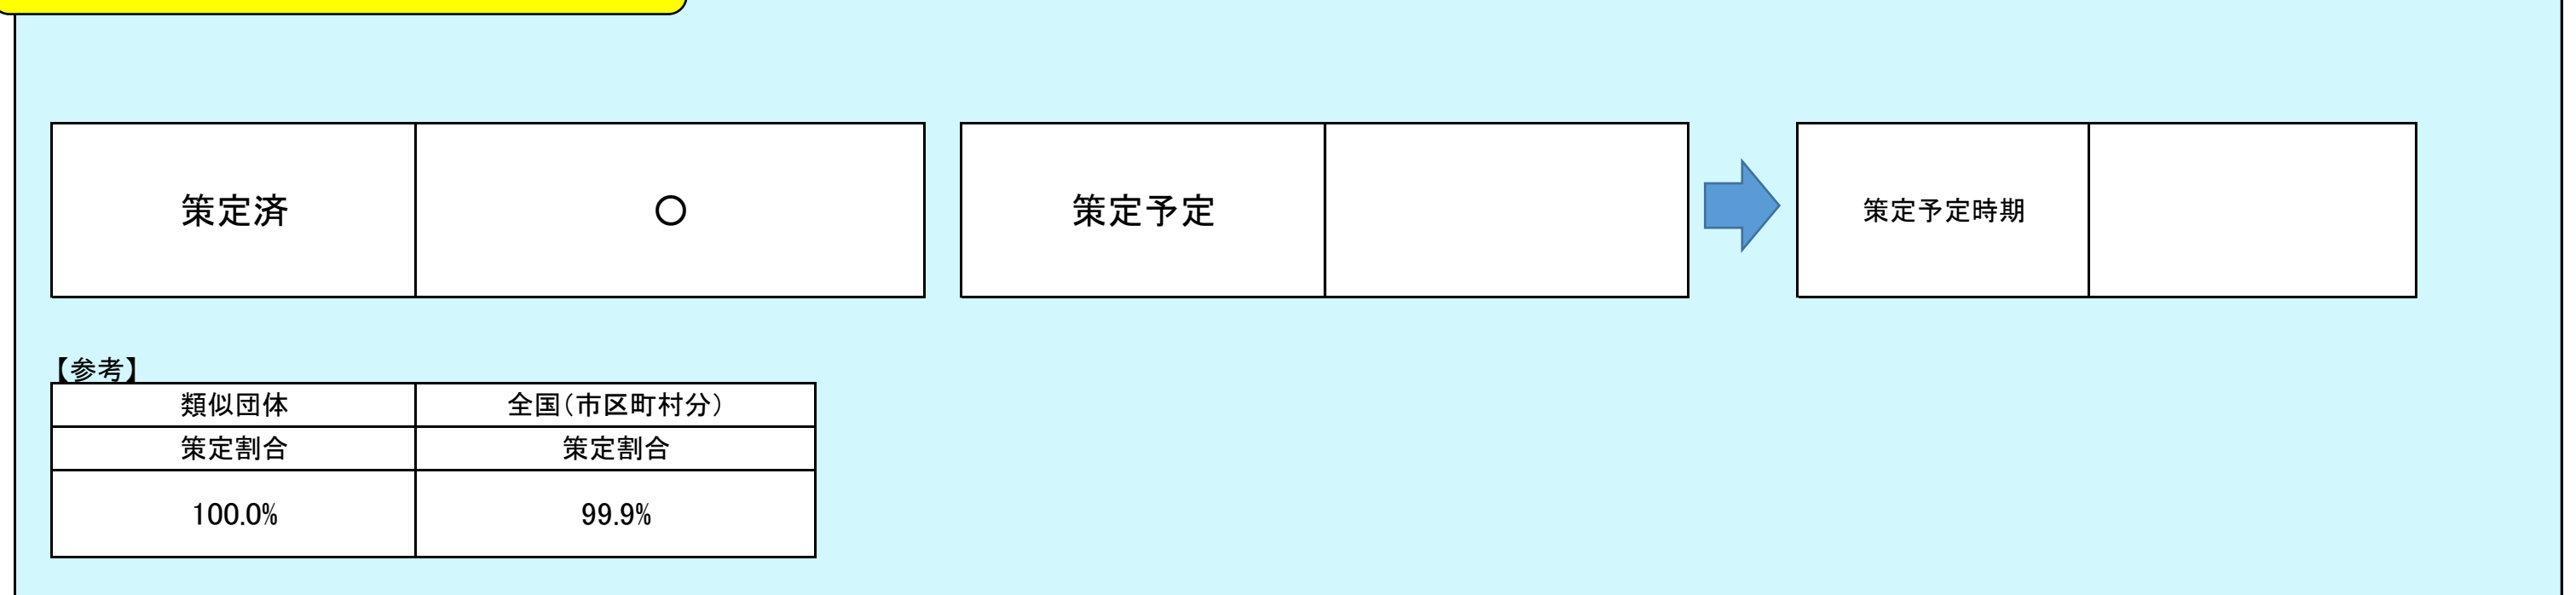 策定済 ○ 策定予定 策定予定時期
【参考】
類似団体 全国（市区町村分）
策定割合 策定割合
100.0% 99.9%